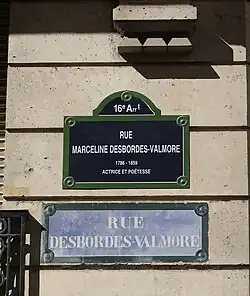 16e Arrt
RUE
MARCELINE DESBORDES-VALMORE
1786 - 1859
ACTRICE ET POÉTESSE
RUE
DESBORDES-VALMORE